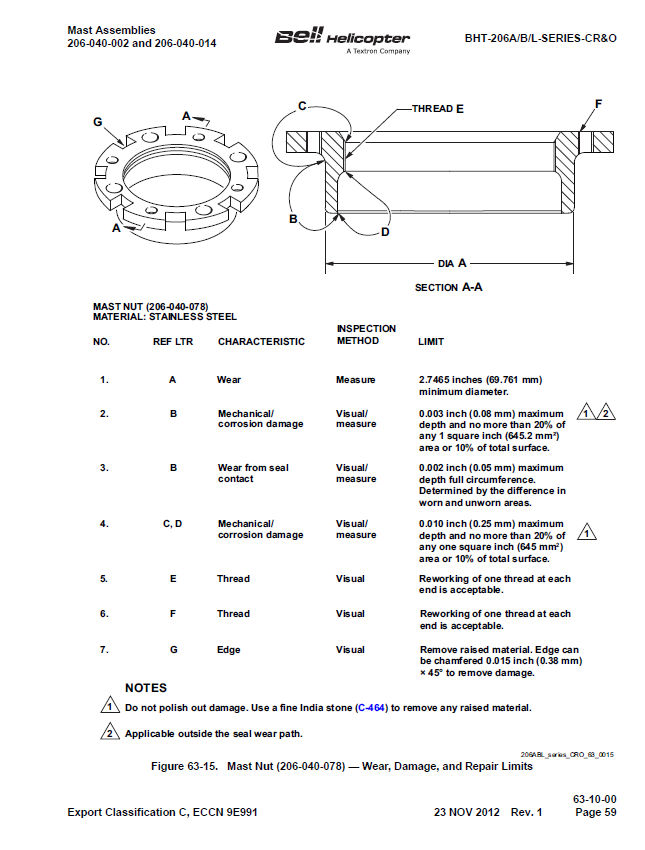 Mast Assemblies
206-040-002 and 206-040-014
Bell Helicopter
A Textron Company
BHT-206A/B/L-SERIES-CR&O
G
A
A
C
THREAD E
F
B
D
DIA A
SECTION A-A
MAST NUT (206-040-078)
MATERIAL: STAINLESS STEEL
NO. REF LTR CHARACTERISTIC INSPECTION METHOD LIMIT
1. A Wear Measure 2.7465 inches (69.761 mm)
minimum diameter.
2. B Mechanical/ Visual/ 0.003 inch (0.08 mm) maximum 1 2
corrosion damage measure depth and no more than 20% of
any 1 square inch (645.2 mm²)
area or 10% of total surface.
3. B Wear from seal Visual/ 0.002 inch (0.05 mm) maximum
contact measure depth full circumference.
Determined by the difference in
worn and unworn areas.
4. C, D Mechanical/ Visual/ 0.010 inch (0.25 mm) maximum 1
corrosion damage measure depth and no more than 20% of
any one square inch (645 mm²)
area or 10% of total surface.
5. E Thread Visual Reworking of one thread at each
end is acceptable.
6. F Thread Visual Reworking of one thread at each
end is acceptable.
7. G Edge Visual Remove raised material. Edge can
be chamfered 0.015 inch (0.38 mm)
× 45° to remove damage.
NOTES
1 Do not polish out damage. Use a fine India stone (C-464) to remove any raised material.
2 Applicable outside the seal wear path.
206ABL_series_CRO_63_0015
Figure 63-15. Mast Nut (206-040-078) — Wear, Damage, and Repair Limits
63-10-00
Export Classification C, ECCN 9E991 23 NOV 2012 Rev. 1 Page 59